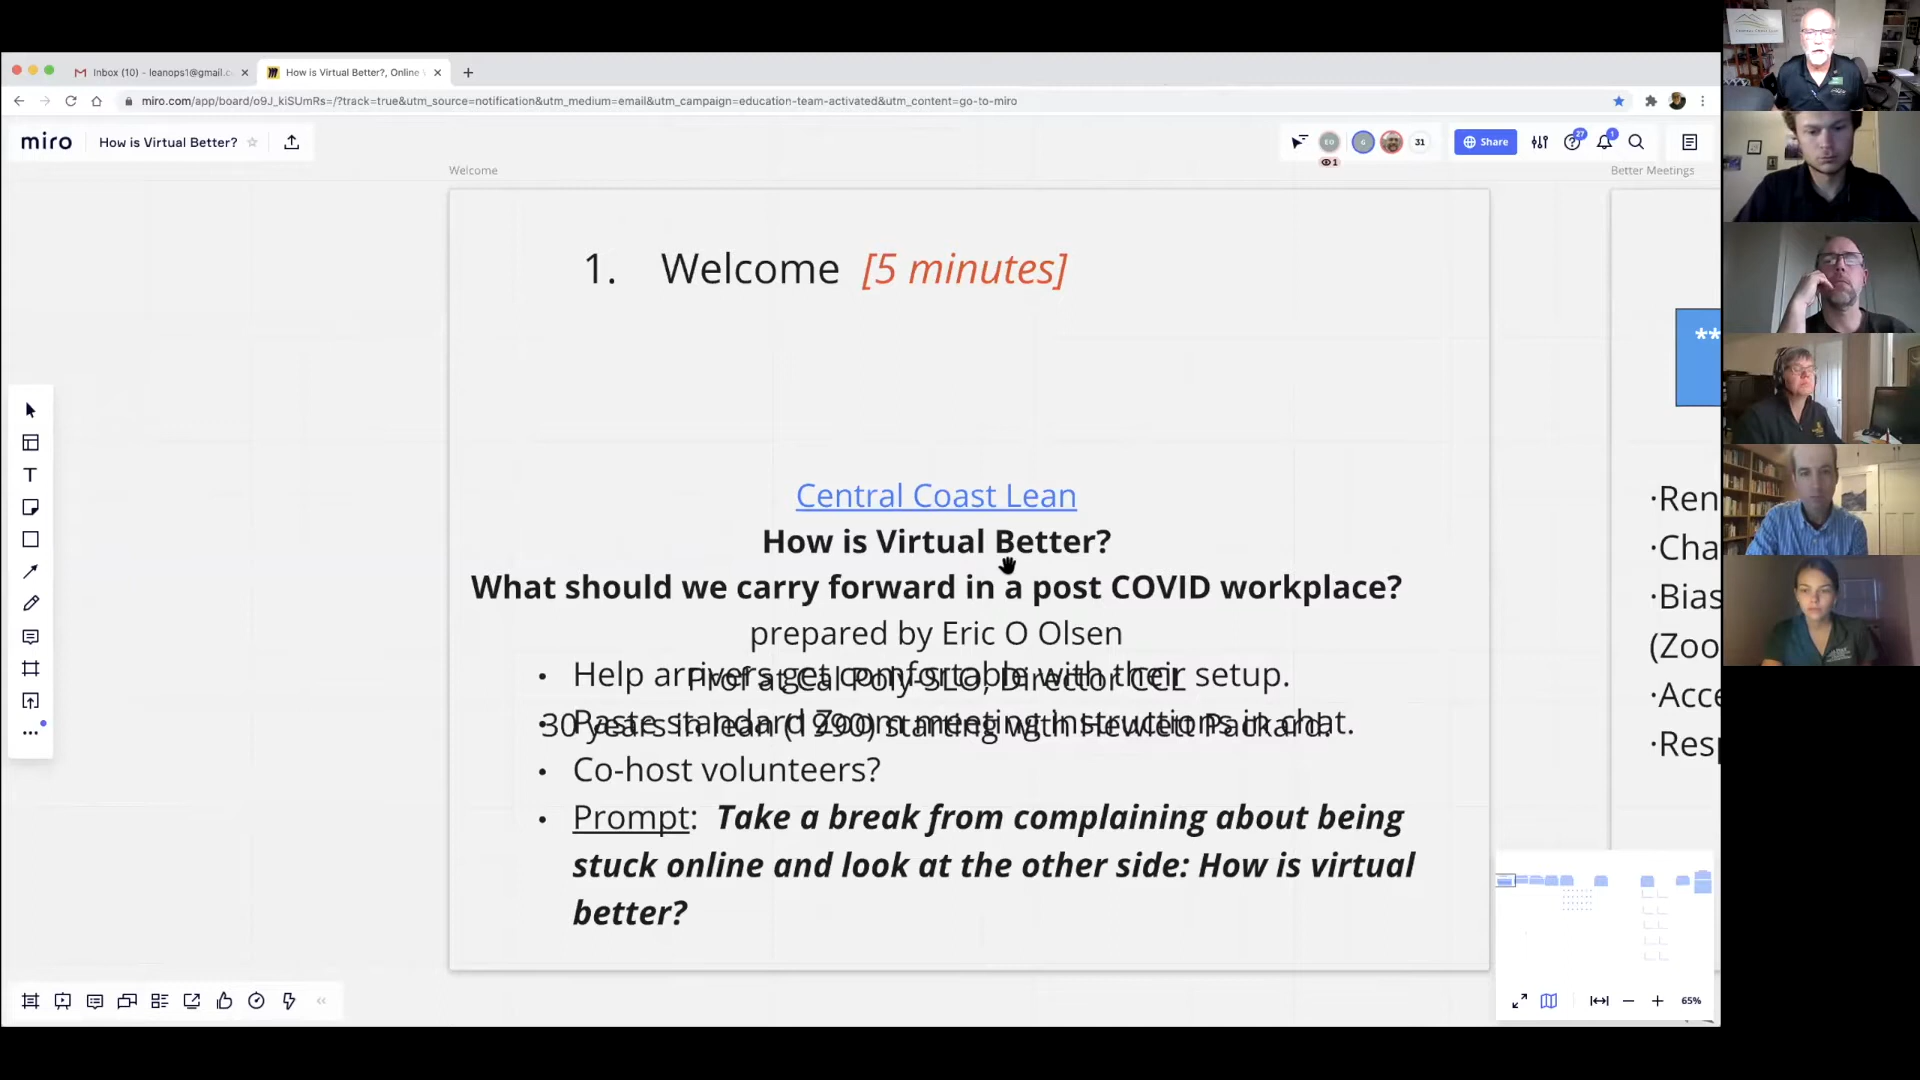 Inbox (10) - leanops1@gmail.c
How is Virtual Better?, Online
miro.com/app/board/o9J_kiSUmRs=/?track=true&utm_source=notification&utm_medium=email&utm_campaign=education-team-activated&utm_content=go-to-miro
miro
How is Virtual Better?
EO
1
G
31
Share
27
1
Welcome
Better Meetings
1. Welcome [5 minutes]
Central Coast Lean
How is Virtual Better?
What should we carry forward in a post COVID workplace?
prepared by Eric O Olsen
Prof at Cal Poly-SLO, Director CCL
30 years in lean (1990) starting with Hewlett Packard.
• Help arrivers get comfortable with their setup.
• Paste standard Zoom meeting instructions in chat.
• Co-host volunteers?
• Prompt: Take a break from complaining about being
stuck online and look at the other side: How is virtual
better?
**
·Ren
·Cha
·Bias
(Zoo
·Acce
·Resp
65%